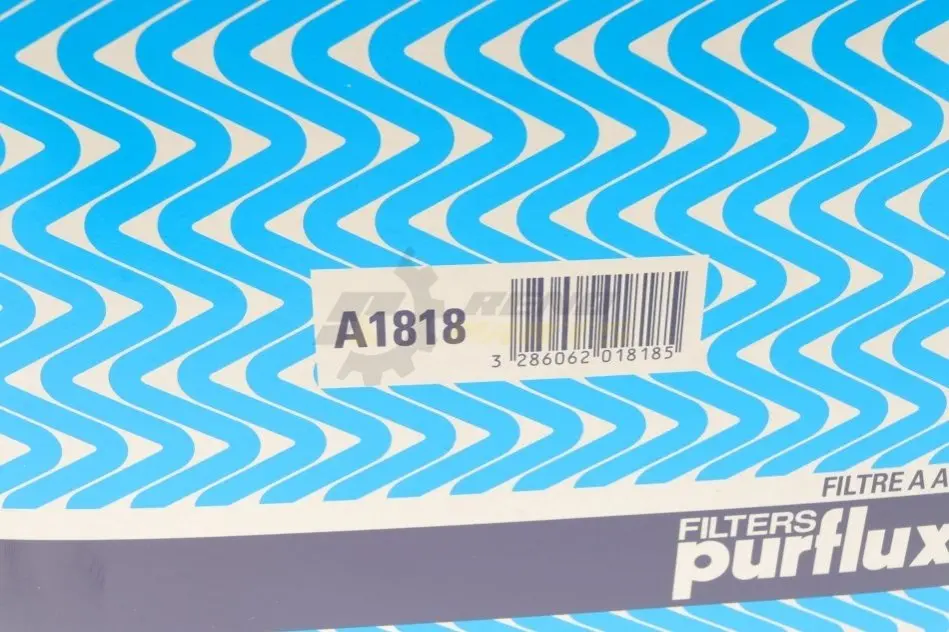 A1818
3 286062 018185
FILTRE A A
FILTERS
purflux